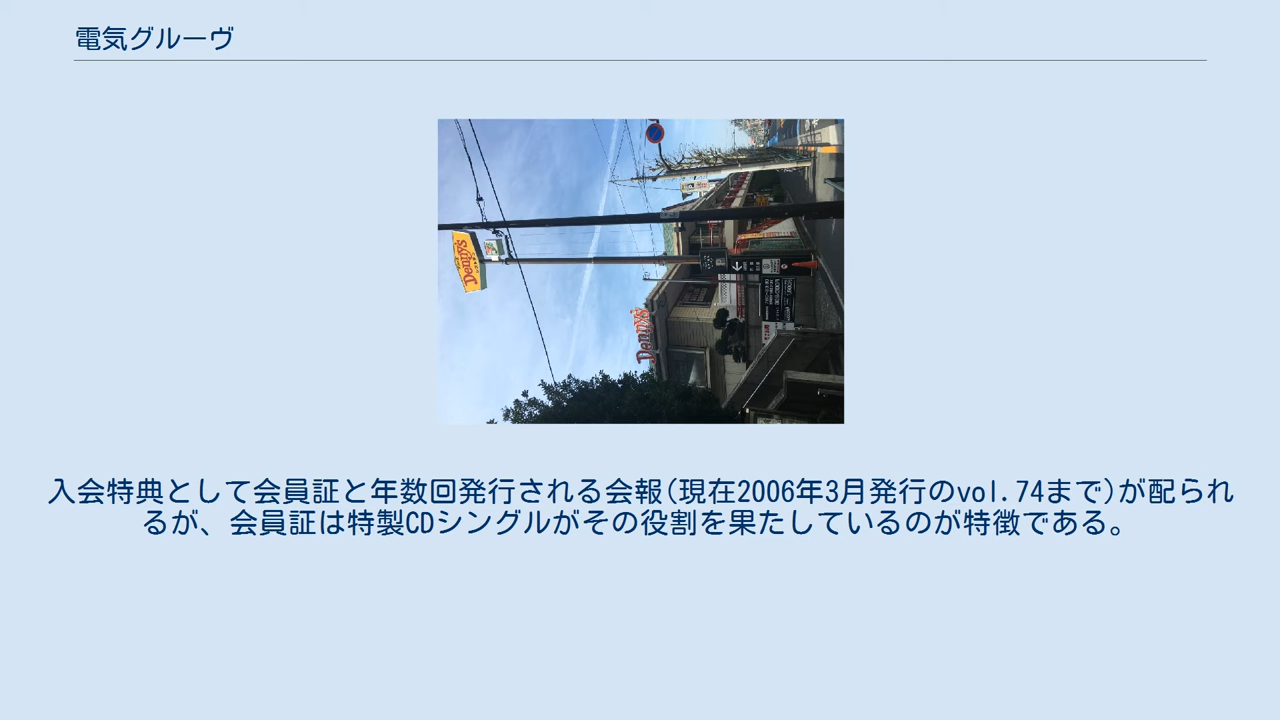 電気グルーヴ
Denny's
Denny's
入会特典として会員証と年数回発行される会報(現在2006年3月発行のvol.74まで)が配られ
るが、会員証は特製CDシングルがその役割を果たしているのが特徴である。